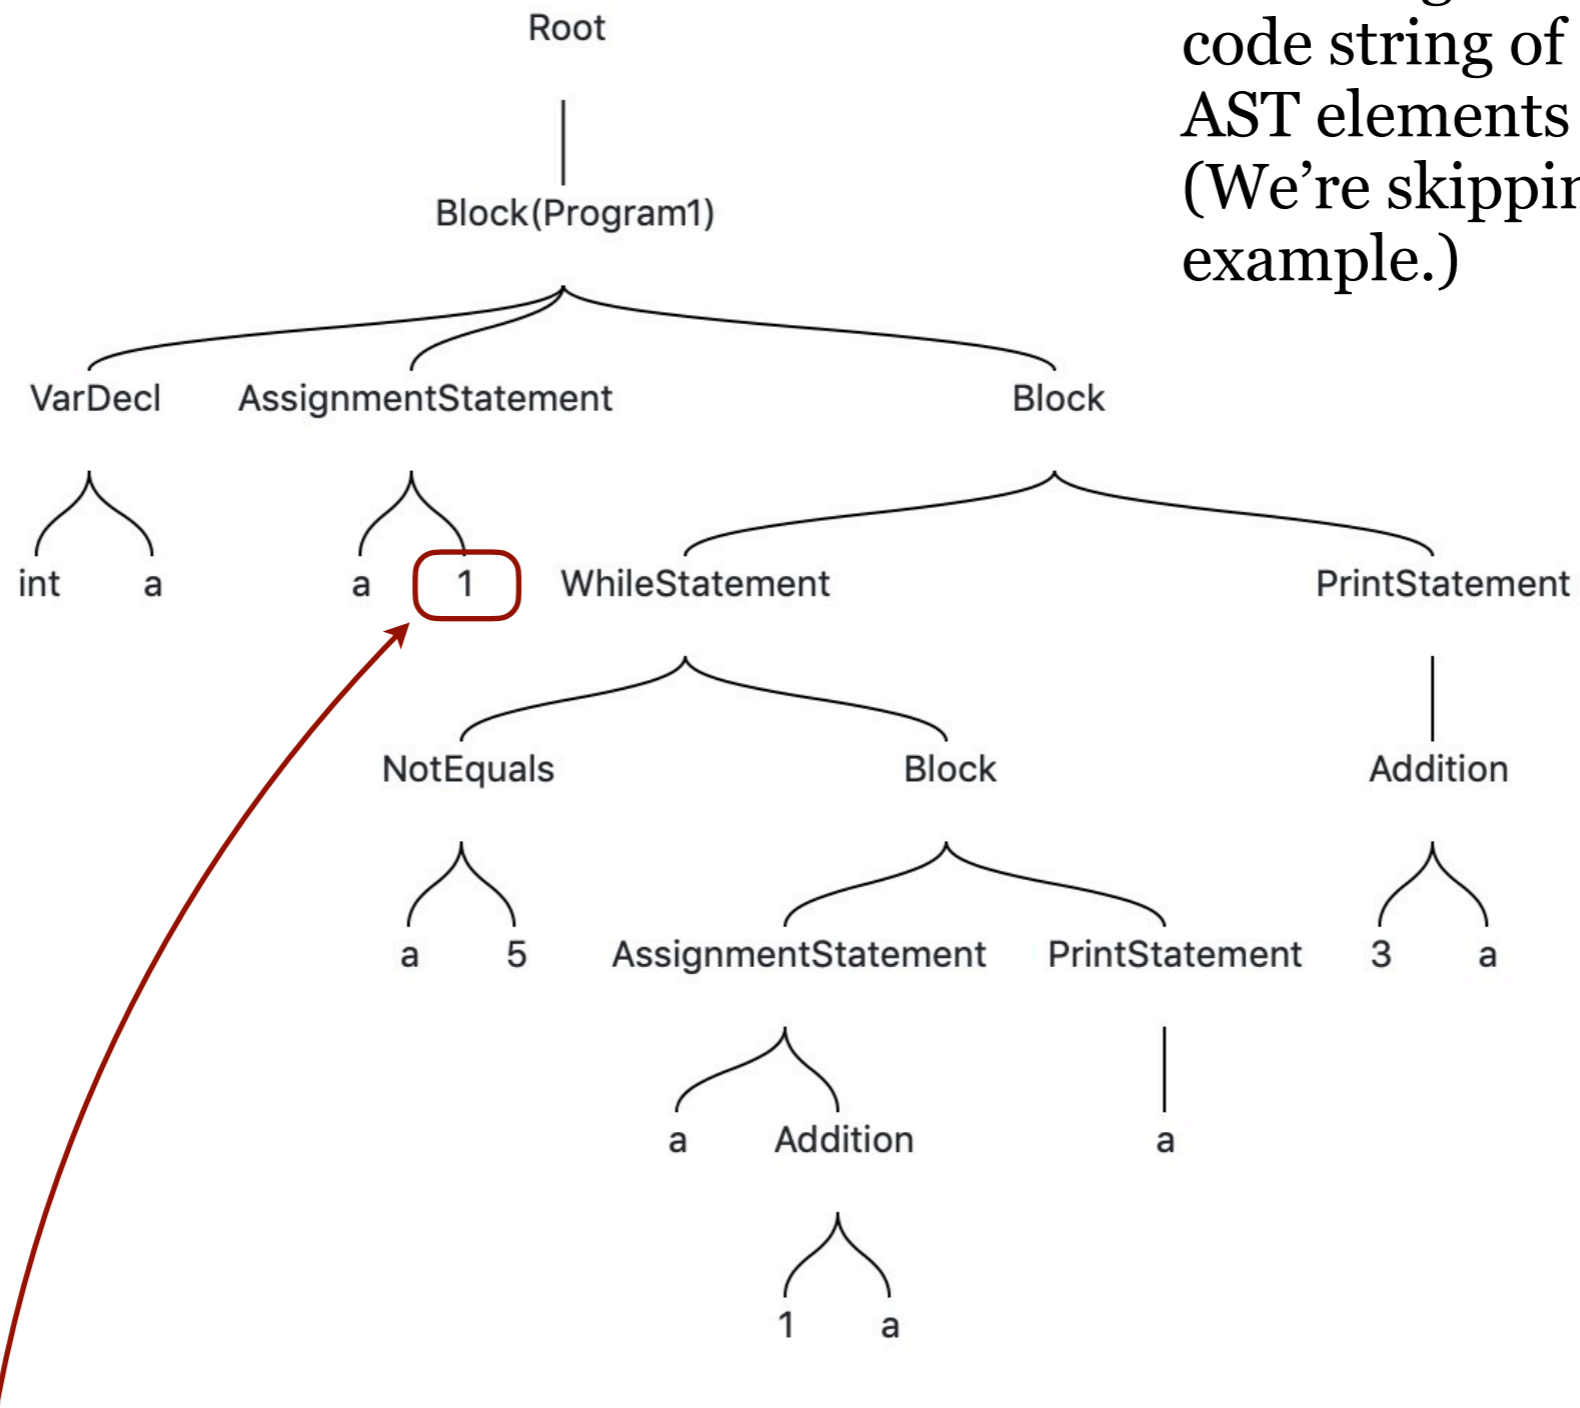 Root
code string of
AST elements
(We're skippin
example.)
Block(Program1)
VarDecl AssignmentStatement Block
int a a 1 WhileStatement PrintStatement
NotEquals Block Addition
a 5 AssignmentStatement PrintStatement 3 a
a Addition a
1 a